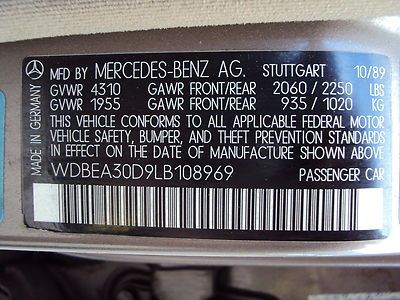 MFD BY MERCEDES-BENZ AG. STUTTGART 10/89
GVWR 4310 GAWR FRONT/REAR 2060/2250 LBS
GVWR 1955 GAWR FRONT/REAR 935/1020 KG
THIS VEHICLE CONFORMS TO ALL APPLICABLE FEDERAL MOTOR
VEHICLE SAFETY, BUMPER, AND THEFT PREVENTION STANDARDS
IN EFFECT ON THE DATE OF MANUFACTURE SHOWN ABOVE
WDBEA30D9LB108969 PASSENGER CAR
MADE IN GERMANY